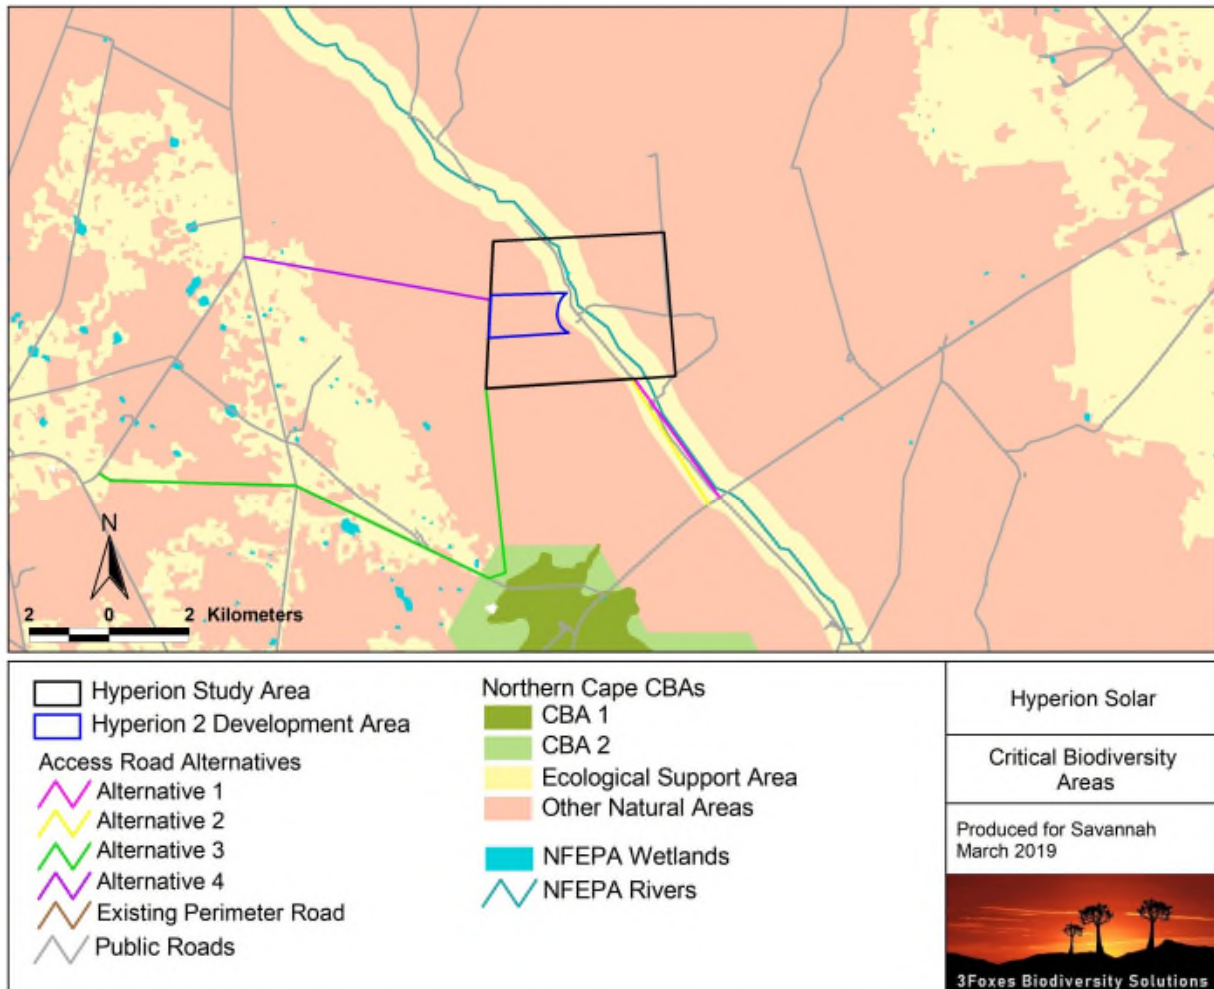 N
2 0 2 Kilometers
Hyperion Study Area
Hyperion 2 Development Area
Access Road Alternatives
Alternative 1
Alternative 2
Alternative 3
Alternative 4
Existing Perimeter Road
Public Roads
Northern Cape CBAs
CBA 1
CBA 2
Ecological Support Area
Other Natural Areas
NFEPA Wetlands
NFEPA Rivers
Hyperion Solar
Critical Biodiversity
Areas
Produced for Savannah
March 2019
3Foxes Biodiversity Solutions